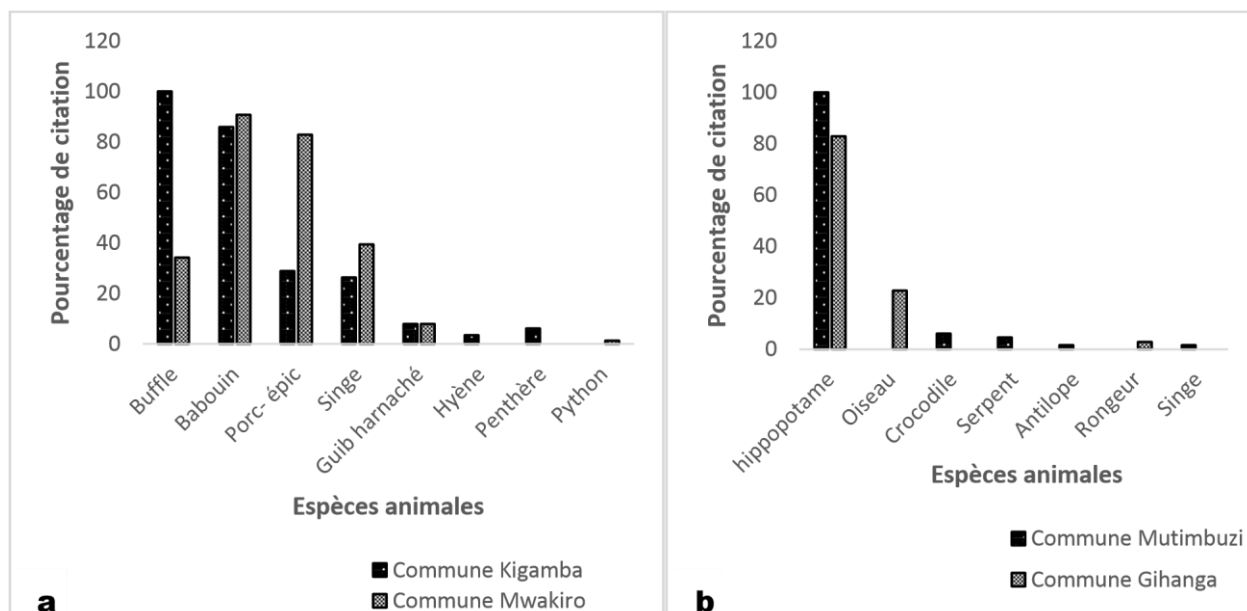 Pourcentage de citation
120
100
80
60
40
20
0
Buffle
Babouin
Porc- épic
Singe
Guib harnaché
Hyène
Penthère
Python
Espèces animales
Commune Kigamba
Commune Mwakiro
a
Pourcentage de citation
120
100
80
60
40
20
0
hippopotame
Oiseau
Crocodile
Serpent
Antilope
Rongeur
Singe
Espèces animales
Commune Mutimbuzi
Commune Gihanga
b